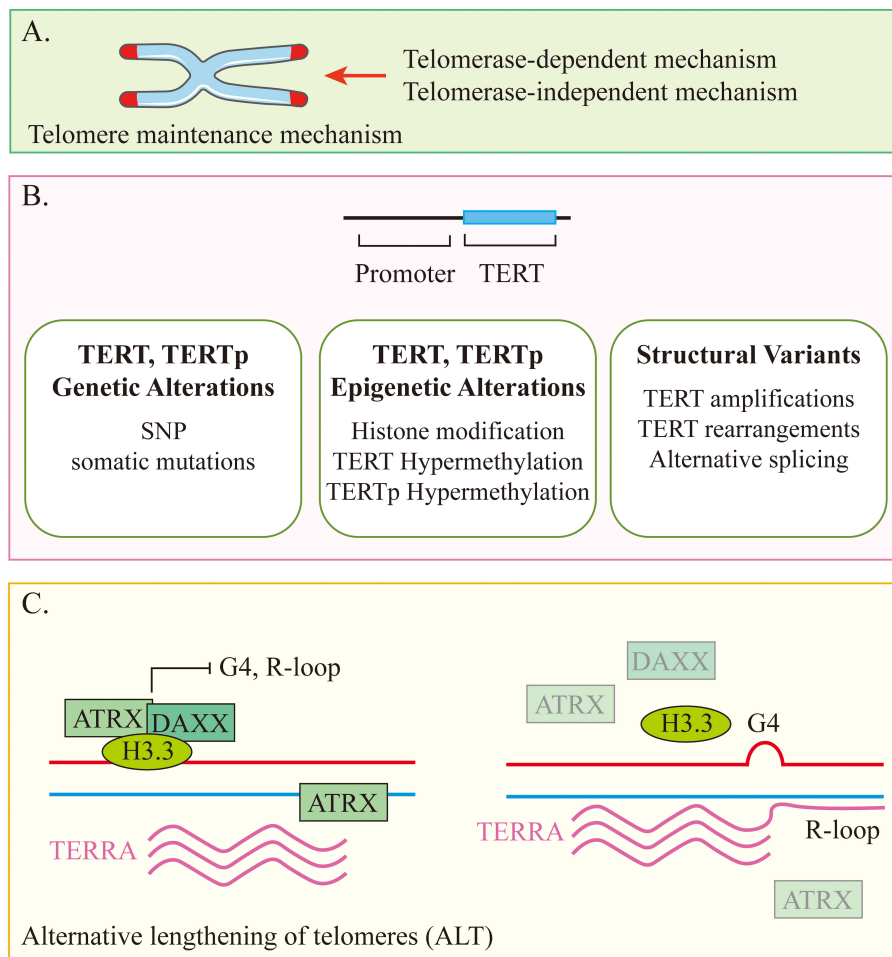 A.
Telomerase-dependent mechanism
Telomerase-independent mechanism
Telomere maintenance mechanism
B.
Promoter
TERT
TERT, TERTp
Genetic Alterations
SNP
somatic mutations
TERT, TERTp
Epigenetic Alterations
Histone modification
TERT Hypermethylation
TERTp Hypermethylation
Structural Variants
TERT amplifications
TERT rearrangements
Alternative splicing
C.
G4, R-loop
ATRX
DAXX
H3.3
ATRX
TERRA
DAXX
ATRX
H3.3
G4
TERRA
R-loop
ATRX
Alternative lengthening of telomeres (ALT)